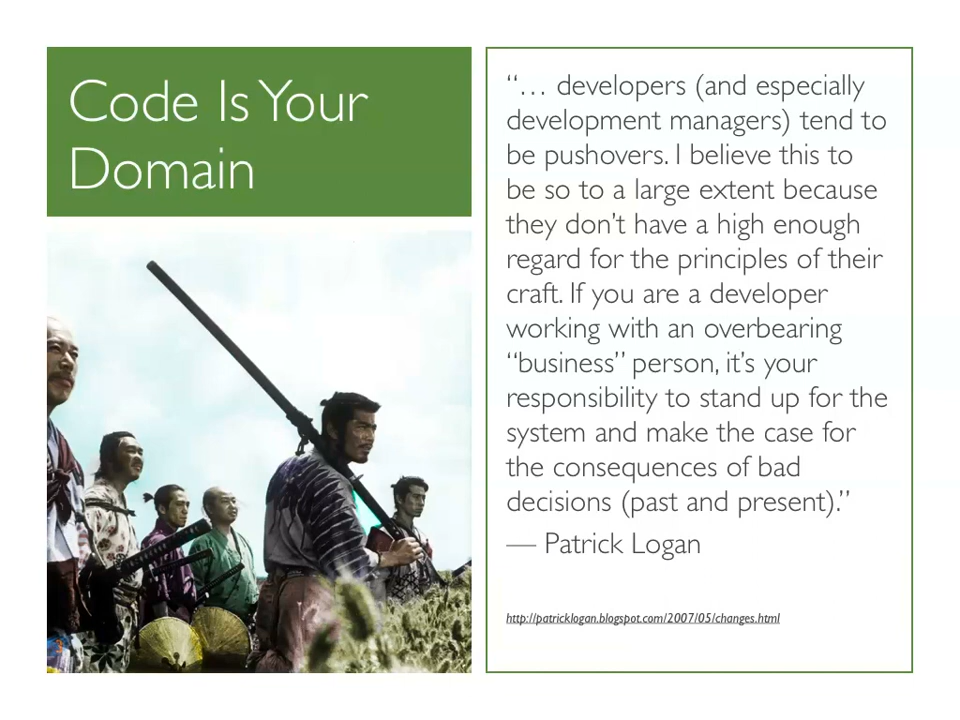 Code Is Your
Domain
“… developers (and especially
development managers) tend to
be pushovers. I believe this to
be so to a large extent because
they don’t have a high enough
regard for the principles of their
craft. If you are a developer
working with an overbearing
“business” person, it’s your
responsibility to stand up for the
system and make the case for
the consequences of bad
decisions (past and present).”
— Patrick Logan
http://patricklogan.blogspot.com/2007/05/changes.html